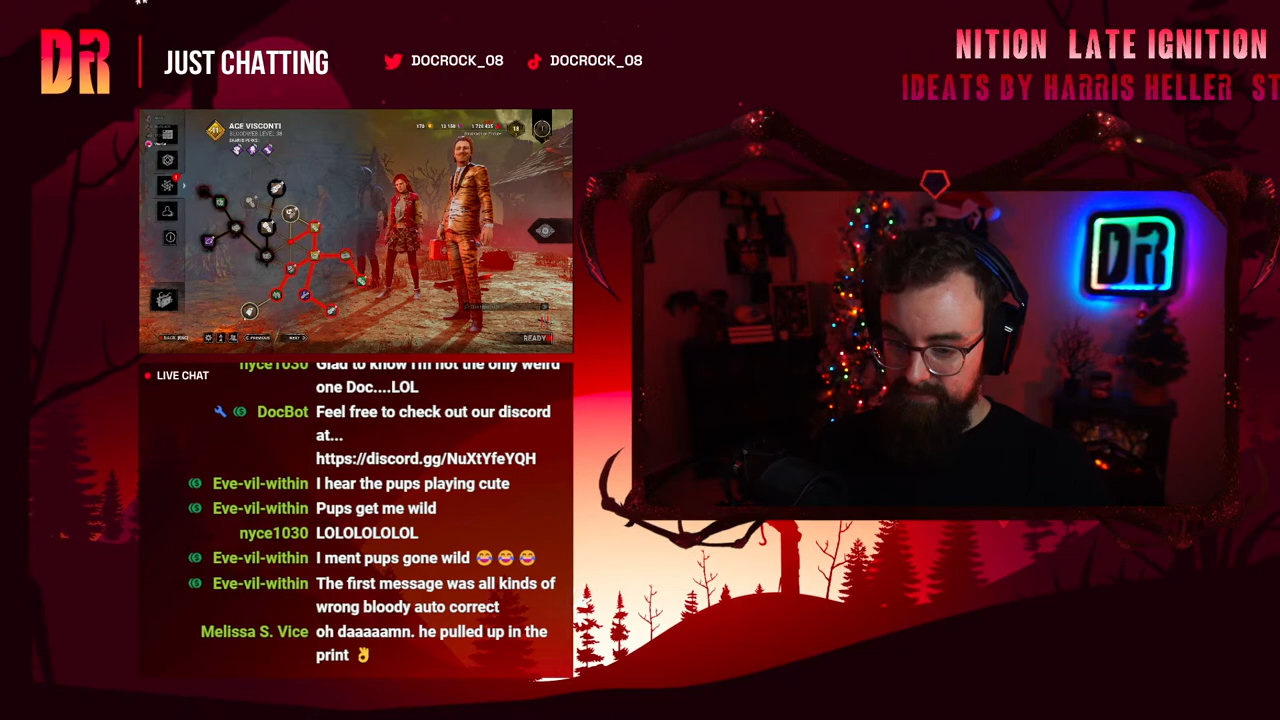 DR
JUST CHATTING
DOCROCK_08
DOCROCK_08
NITION LATE IGNITION
IDEATS BY HARRIS HELLER ST
ACE VISCONTI
BLOODWEB LEVEL: 38
READY
LIVE CHAT
nyce1030 Glad to know I'm not the only weird
one Doc....LOL
DocBot Feel free to check out our discord
at...
https://discord.gg/NuXtYfeYQH
Eve-vil-within I hear the pups playing cute
Eve-vil-within Pups get me wild
nyce1030 LOLOLOLOLOL
Eve-vil-within I ment pups gone wild 😂 😂 😂
Eve-vil-within The first message was all kinds of
wrong bloody auto correct
Melissa S. Vice oh daaaaamn. he pulled up in the
print 👌
DR